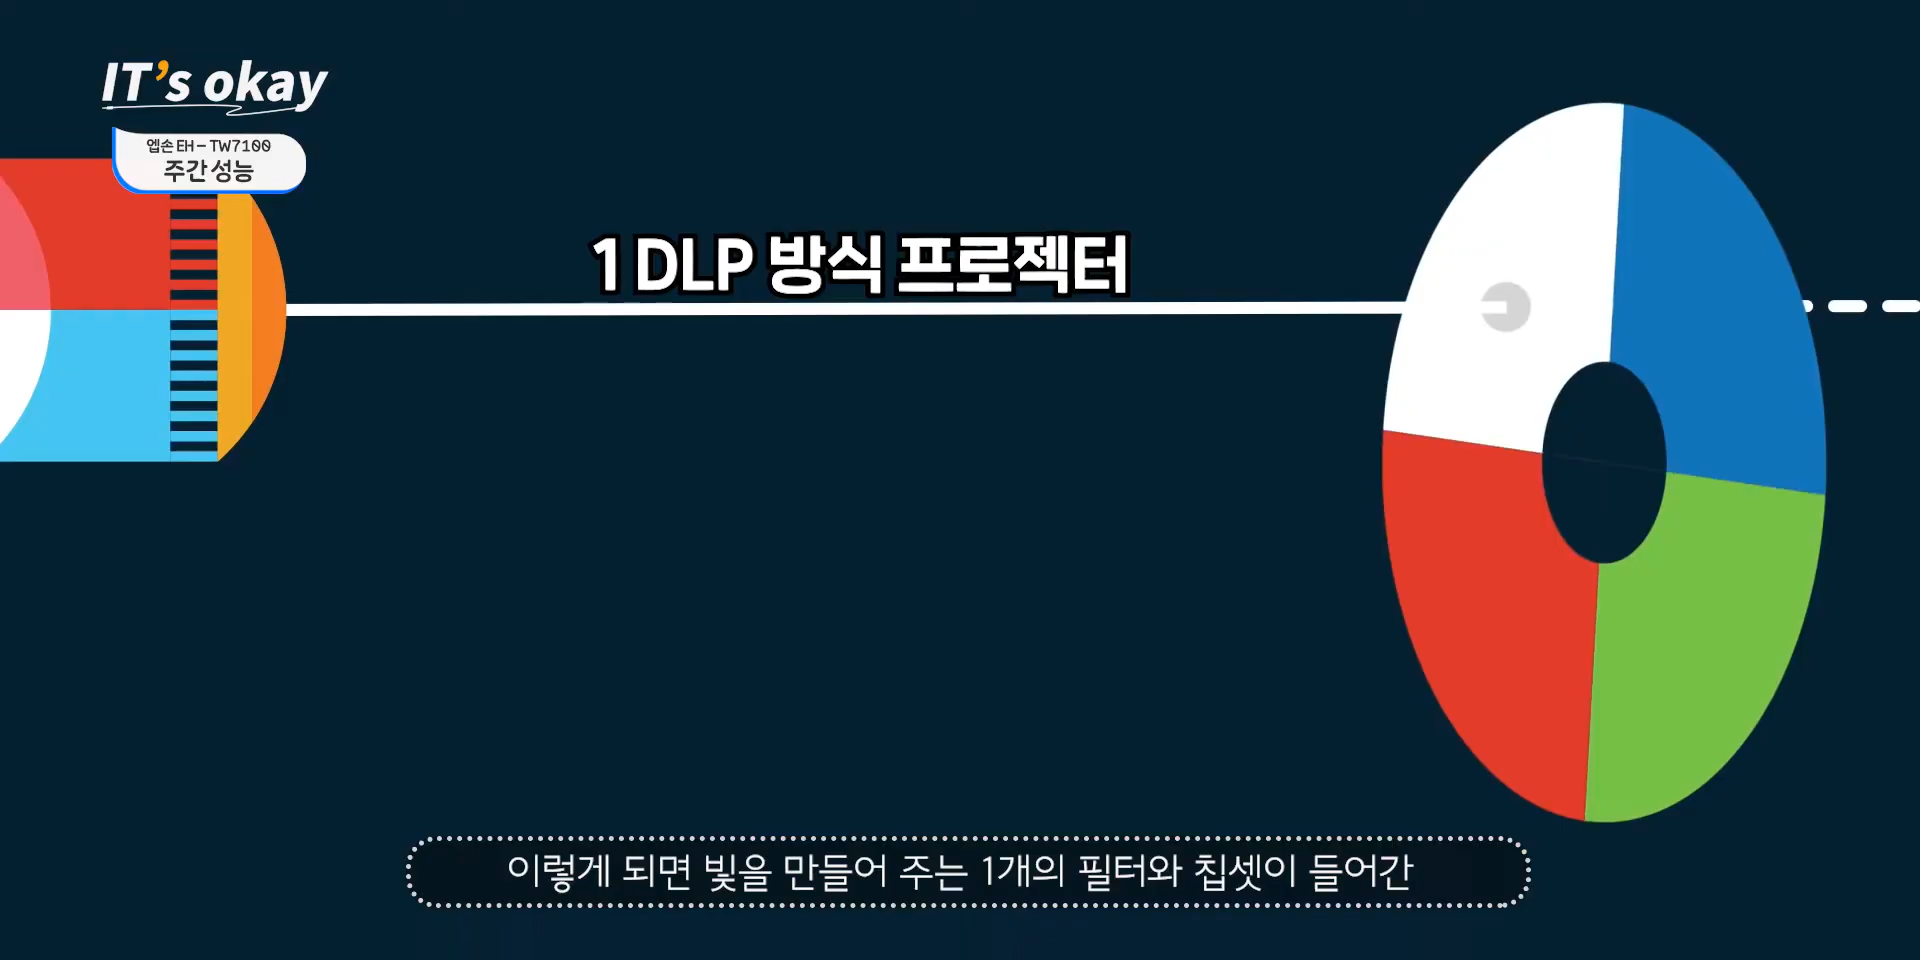 IT's okay
엡손 EH-TW7100
주간 성능
1 DLP 방식 프로젝터
이렇게 되면 빛을 만들어 주는 1개의 필터와 칩셋이 들어간